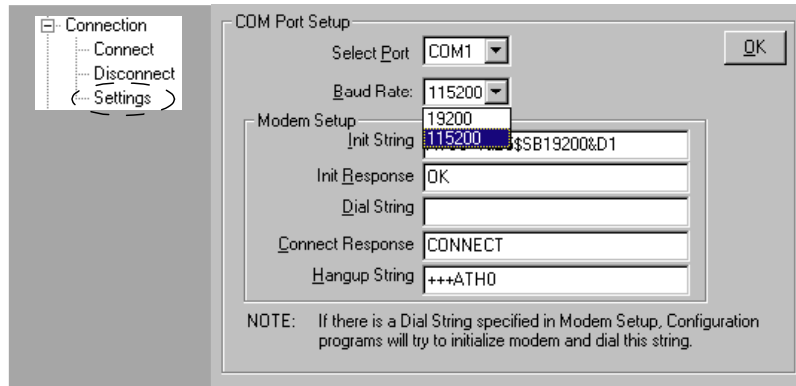 Connection
Connect
Disconnect
Settings
COM Port Setup
Select Port COM1
OK
Baud Rate: 115200
19200
115200
Modem Setup
Init String $SB19200&D1
Init Response OK
Dial String
Connect Response CONNECT
Hangup String +++ATH0
NOTE: If there is a Dial String specified in Modem Setup, Configuration
programs will try to initialize modem and dial this string.